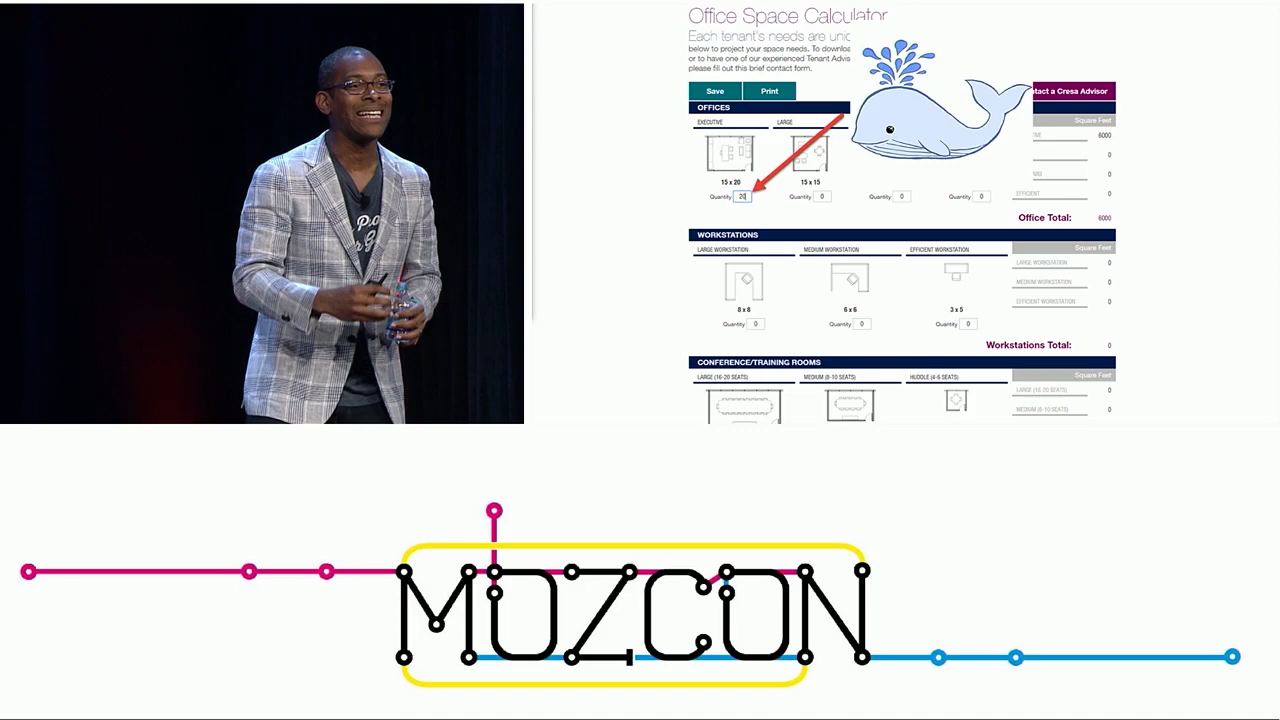 Office Space Calculator
Each tenant's needs are
below to project your space needs. To
or to have one of our experienced Tenant
please fill out this brief contact form.
Save
Print
Contact a Cresa Advisor
OFFICES
Square Feet
EXECUTIVE
LARGE
6000
0
0
15 x 20
15 x 15
Quantity 20
Quantity 0
Quantity 0
Quantity 0
EFFICIENT
0
Office Total: 6000
WORKSTATIONS
LARGE WORKSTATION
MEDIUM WORKSTATION
EFFICIENT WORKSTATION
Square Feet
LARGE WORKSTATION 0
MEDIUM WORKSTATION 0
EFFICIENT WORKSTATION 0
8 x 8
6 x 6
3 x 5
Quantity 0
Quantity 0
Quantity 0
Workstations Total: 0
CONFERENCE/TRAINING ROOMS
LARGE (16-20 SEATS)
MEDIUM (8-10 SEATS)
HUDDLE (4-6 SEATS)
Square Feet
LARGE (16-20 SEATS) 0
MEDIUM (8-10 SEATS) 0
MOZCON